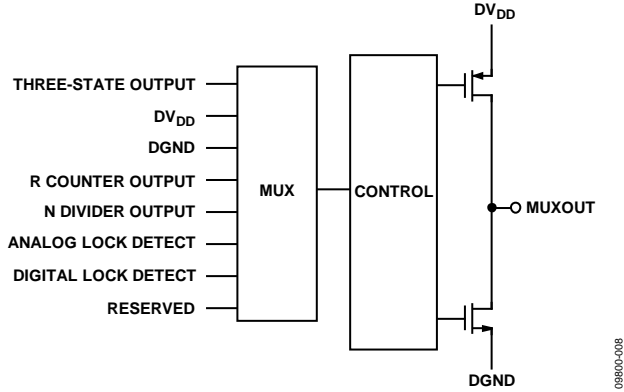 DVDD
THREE-STATE OUTPUT
DVDD
DGND
R COUNTER OUTPUT
N DIVIDER OUTPUT
ANALOG LOCK DETECT
DIGITAL LOCK DETECT
RESERVED
MUX
CONTROL
MUXOUT
DGND
09800-008